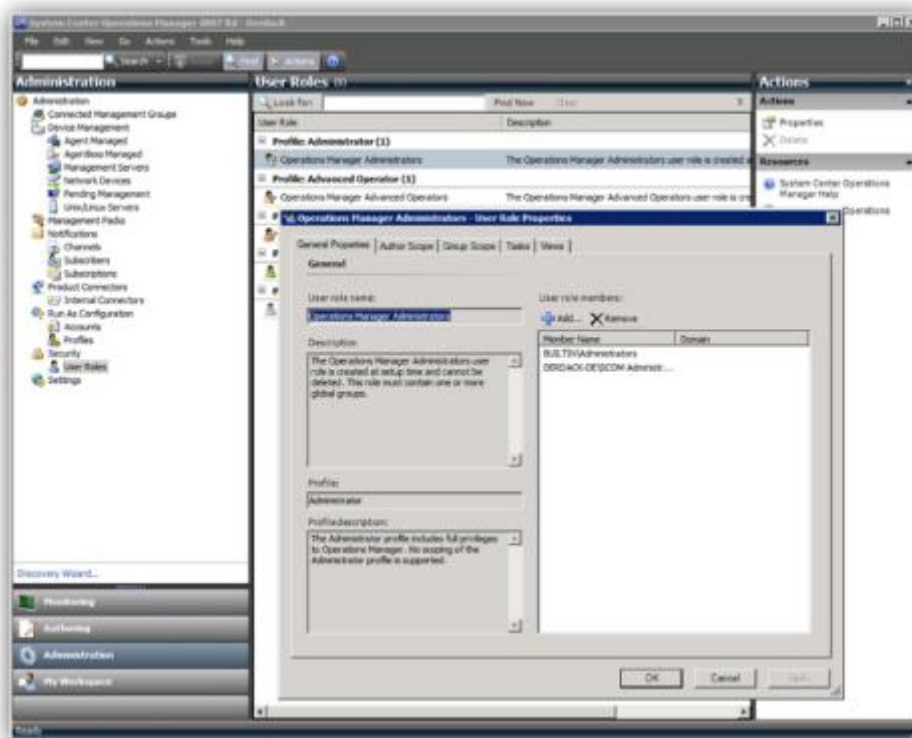 System Center Operations Manager 2007 R2 - Derdack
File Edit View Go Actions Tools Help
Search
Find
Actions
Administration
Administration
Connected Management Groups
Device Management
Agent Managed
Agentless Managed
Management Servers
Network Devices
Pending Management
Unix/Linux Servers
Management Packs
Notifications
Channels
Subscribers
Subscriptions
Product Connectors
Internal Connectors
Run As Configuration
Accounts
Profiles
Security
User Roles
Settings
Discovery Wizard...
Monitoring
Authoring
Administration
My Workspace
Ready
User Roles
Look for: Find Now Clear
User Role Description
Profile: Administrator (1)
Operations Manager Administrators The Operations Manager Administrators user role is created
Profile: Advanced Operator (1)
Operations Manager Advanced Operators The Operations Manager Advanced Operators user role is cre
Operations Manager Administrators - User Role Properties
General Properties Author Scope Group Scope Tasks Views
General
User role name:
Operations Manager Administrators
Description
The Operations Manager Administrators user
role is created at setup time and cannot be
deleted. This role must contain one or more
global groups.
Profile:
Administrator
Profile description:
The Administrator profile includes full privileges
to Operations Manager. No scoping of the
Administrator profile is supported.
User role members:
Add... Remove
Member Name Domain
BUILTIN\Administrators
DERDACK-DE\SCOM Administr...
OK Cancel Apply
Actions
Actions
Properties
Delete
Resources
System Center Operations
Manager Help
Operations